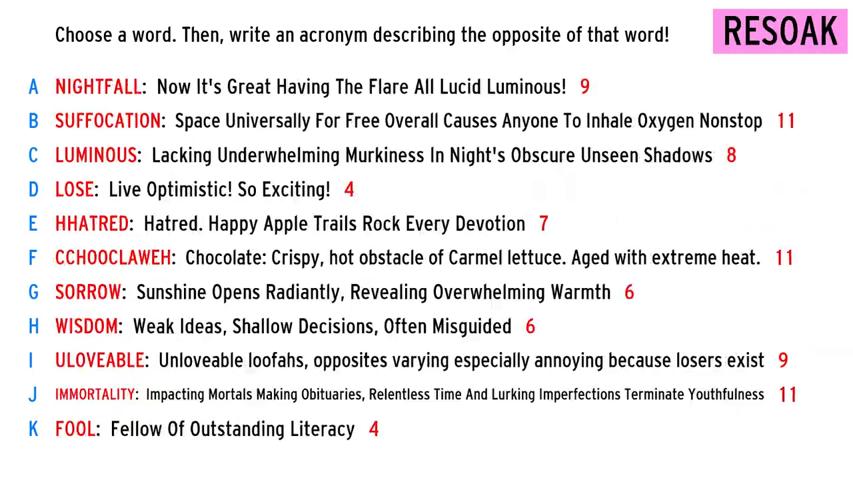 Choose a word. Then, write an acronym describing the opposite of that word!
RESOAK
A NIGHTFALL: Now It's Great Having The Flare All Lucid Luminous! 9
B SUFFOCATION: Space Universally For Free Overall Causes Anyone To Inhale Oxygen Nonstop 11
C LUMINOUS: Lacking Underwhelming Murkiness In Night's Obscure Unseen Shadows 8
D LOSE: Live Optimistic! So Exciting! 4
E HHATRED: Hatred. Happy Apple Trails Rock Every Devotion 7
F CCHOOCLAWEH: Chocolate: Crispy, hot obstacle of Carmel lettuce. Aged with extreme heat. 11
G SORROW: Sunshine Opens Radiantly, Revealing Overwhelming Warmth 6
H WISDOM: Weak Ideas, Shallow Decisions, Often Misguided 6
I ULOVEABLE: Unloveable loofahs, opposites varying especially annoying because losers exist 9
J IMMORTALITY: Impacting Mortals Making Obituaries, Relentless Time And Lurking Imperfections Terminate Youthfulness 11
K FOOL: Fellow Of Outstanding Literacy 4